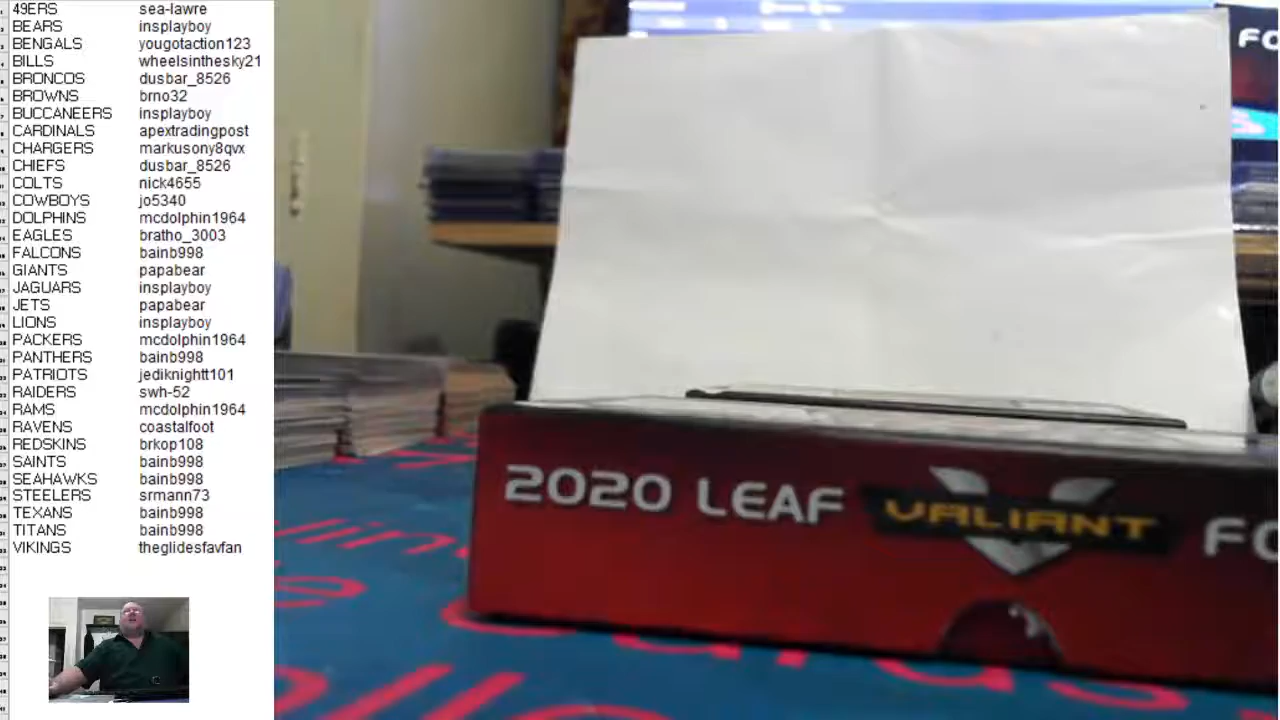 49ERS sea-lawre
BEARS insplayboy
BENGALS yougotaction123
BILLS wheelsinthesky21
BRONCOS dusbar_8526
BROWNS brno32
BUCCANEERS insplayboy
CARDINALS apextradingpost
CHARGERS markusony8qvx
CHIEFS dusbar_8526
COLTS nick4655
COWBOYS jo5340
DOLPHINS mcdolphin1964
EAGLES bratho_3003
FALCONS bainb998
GIANTS papabear
JAGUARS insplayboy
JETS papabear
LIONS insplayboy
PACKERS mcdolphin1964
PANTHERS bainb998
PATRIOTS jediknightt101
RAIDERS swh-52
RAMS mcdolphin1964
RAVENS coastalfoot
REDSKINS brkop108
SAINTS bainb998
SEAHAWKS bainb998
STEELERS srmann73
TEXANS bainb998
TITANS bainb998
VIKINGS theglidesfavfan
FO
2020 LEAF VALIANT FO